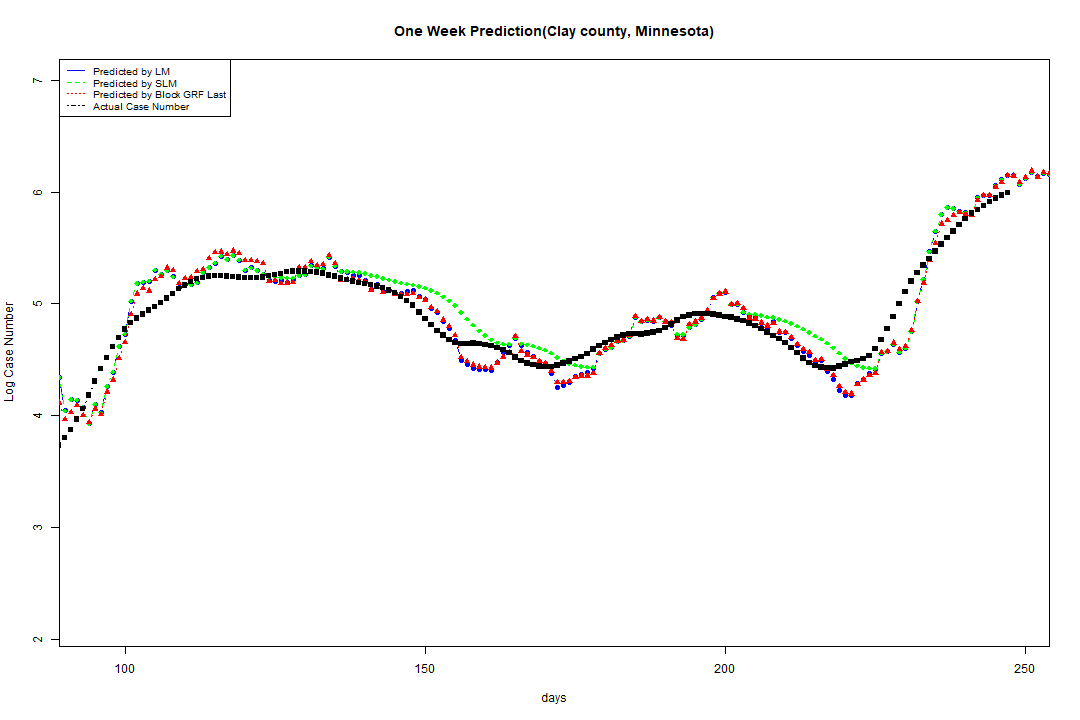 One Week Prediction(Clay county, Minnesota)
Predicted by LM
Predicted by SLM
Predicted by Block GRF Last
Actual Case Number
7
6
5
4
3
2
Log Case Number
100 150 200 250
days